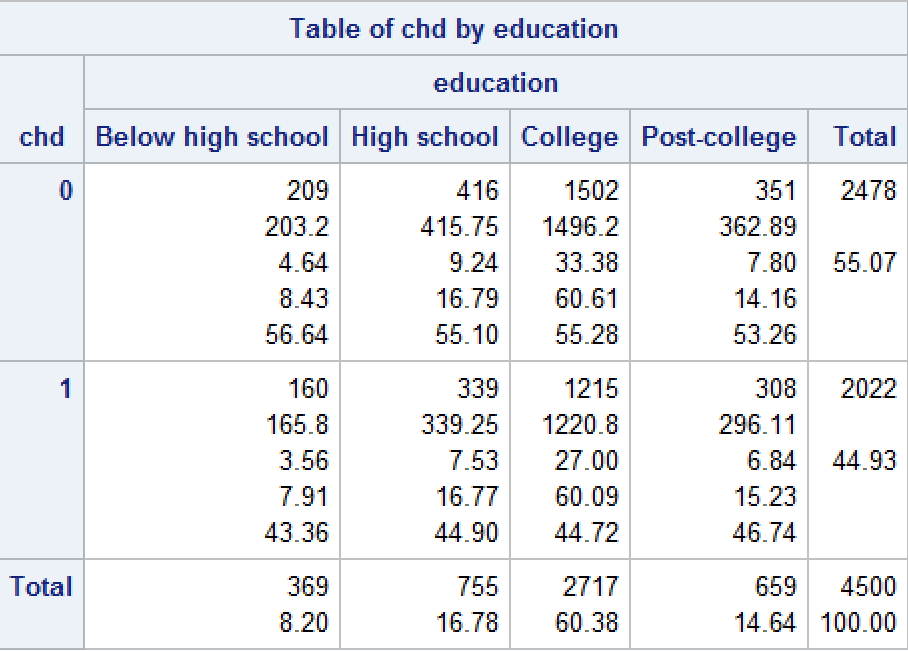 Table of chd by education
education
chd Below high school High school College Post-college Total
0 209 416 1502 351 2478
203.2 415.75 1496.2 362.89
4.64 9.24 33.38 7.80 55.07
8.43 16.79 60.61 14.16
56.64 55.10 55.28 53.26
1 160 339 1215 308 2022
165.8 339.25 1220.8 296.11
3.56 7.53 27.00 6.84 44.93
7.91 16.77 60.09 15.23
43.36 44.90 44.72 46.74
Total 369 755 2717 659 4500
8.20 16.78 60.38 14.64 100.00